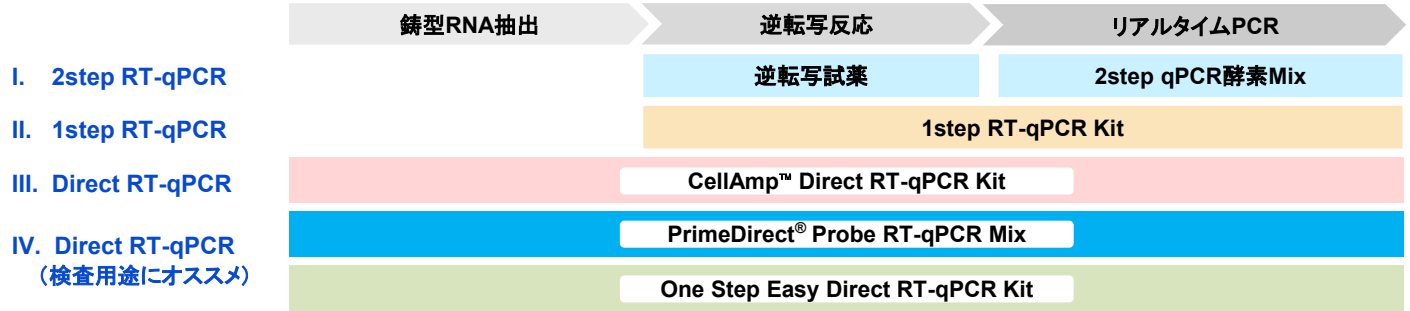 鋳型RNA抽出 逆転写反応 リアルタイムPCR
I. 2step RT-qPCR 逆転写試薬 2step qPCR酵素Mix
II. 1step RT-qPCR 1step RT-qPCR Kit
III. Direct RT-qPCR CellAmp™ Direct RT-qPCR Kit
IV. Direct RT-qPCR
（検査用途にオススメ）
PrimeDirect® Probe RT-qPCR Mix
One Step Easy Direct RT-qPCR Kit